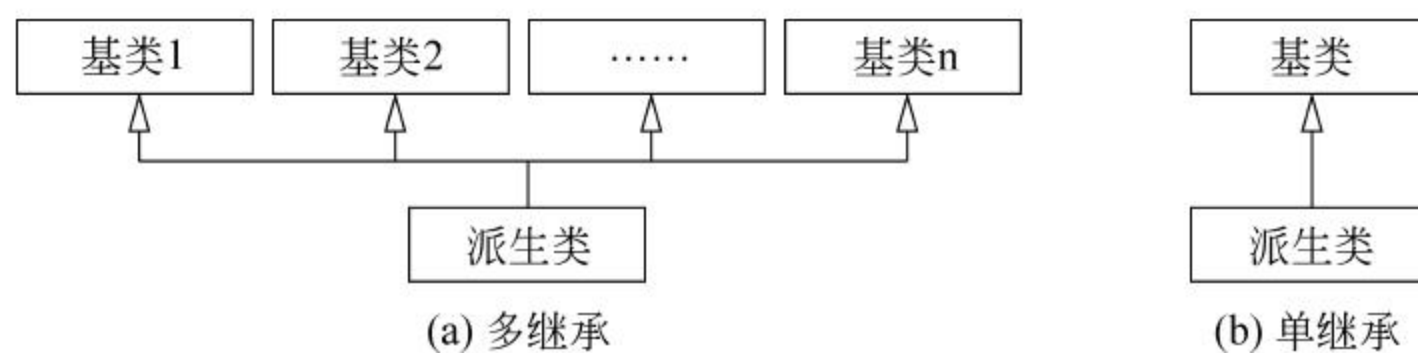 基类1 基类2 …… 基类n 基类
派生类 派生类
(a) 多继承 (b) 单继承